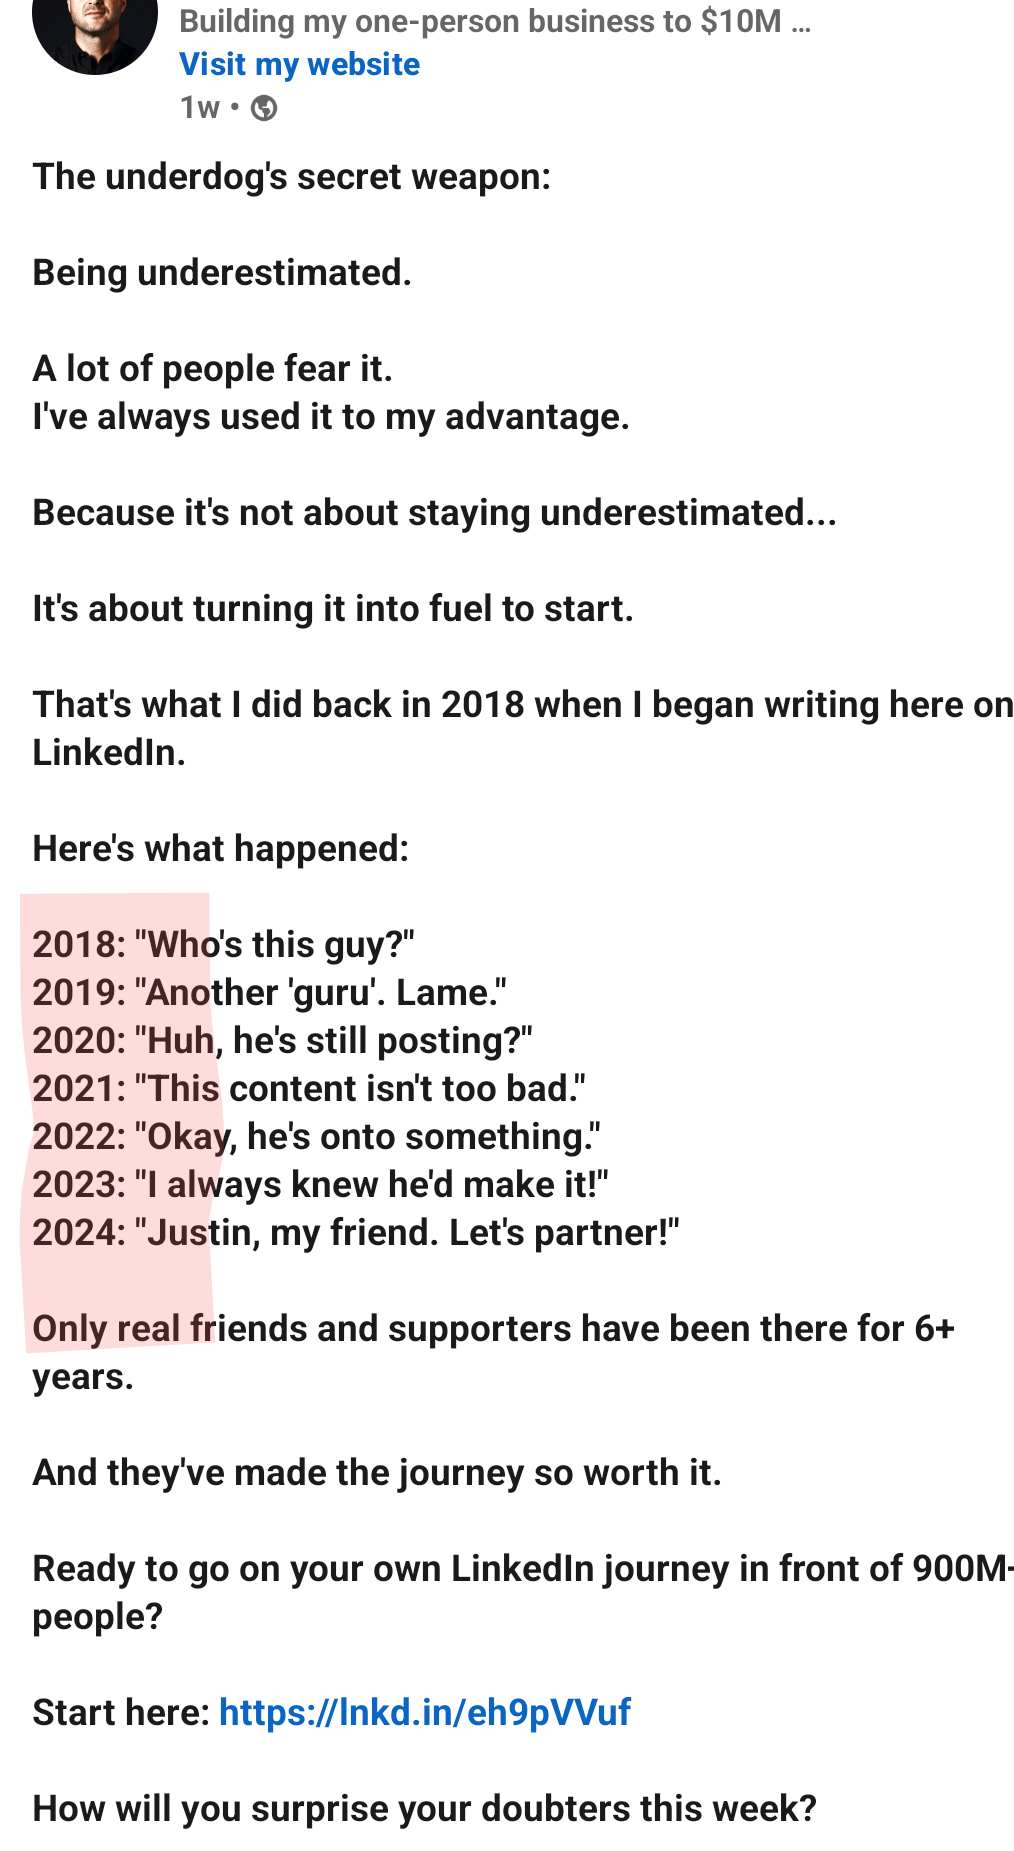 Building my one-person business to $10M ...
Visit my website
1w •
The underdog's secret weapon:
Being underestimated.
A lot of people fear it.
I've always used it to my advantage.
Because it's not about staying underestimated...
It's about turning it into fuel to start.
That's what I did back in 2018 when I began writing here on
LinkedIn.
Here's what happened:
2018: "Who's this guy?"
2019: "Another 'guru'. Lame."
2020: "Huh, he's still posting?"
2021: "This content isn't too bad."
2022: "Okay, he's onto something."
2023: "I always knew he'd make it!"
2024: "Justin, my friend. Let's partner!"
Only real friends and supporters have been there for 6+
years.
And they've made the journey so worth it.
Ready to go on your own LinkedIn journey in front of 900M
people?
Start here: https://lnkd.in/eh9pVVuf
How will you surprise your doubters this week?